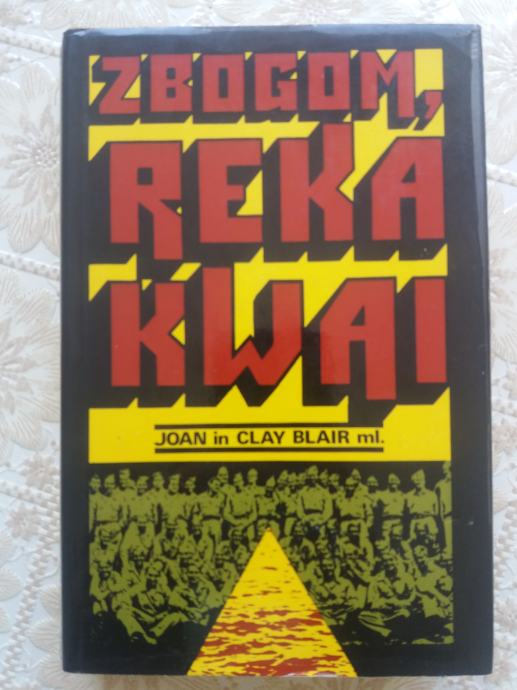 ZBOGOM,
REKA
KWAI
JOAN in CLAY BLAIR ml.